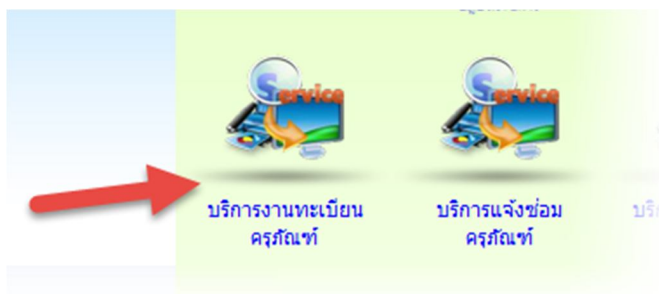 Service
Service
บริการงานทะเบียน
ครุภัณฑ์
บริการแจ้งซ่อม
ครุภัณฑ์